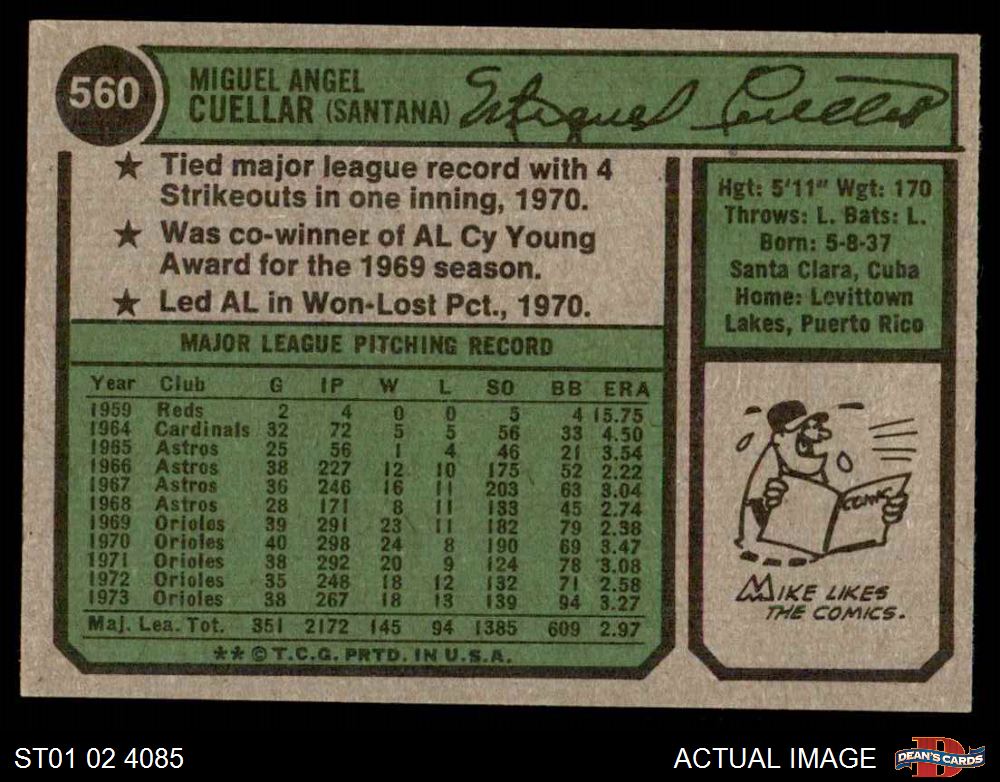 560
MIGUEL ANGEL
CUELLAR (SANTANA)
Miguel Cuellar
★ Tied major league record with 4
Strikeouts in one inning, 1970.
★ Was co-winner of AL Cy Young
Award for the 1969 season.
★ Led AL in Won-Lost Pct., 1970.
MAJOR LEAGUE PITCHING RECORD
Year Club G IP W L SO BB ERA
1959 Reds 2 4 0 0 5 4 15.75
1964 Cardinals 32 72 5 5 56 33 4.50
1965 Astros 25 56 1 4 46 21 3.54
1966 Astros 38 227 12 10 175 52 2.22
1967 Astros 36 246 16 11 203 63 3.04
1968 Astros 28 171 8 11 133 45 2.74
1969 Orioles 39 291 23 11 182 79 2.38
1970 Orioles 40 298 24 8 190 69 3.47
1971 Orioles 38 292 20 9 124 78 3.08
1972 Orioles 35 248 18 12 132 71 2.58
1973 Orioles 38 267 18 13 139 94 3.27
Maj. Lea. Tot. 351 2172 145 94 1385 609 2.97
** © T.C.G. PRTD. IN U.S.A.
Hgt: 5'11" Wgt: 170
Throws: L. Bats: L.
Born: 5-8-37
Santa Clara, Cuba
Home: Levittown
Lakes, Puerto Rico
COMIC
MIKE LIKES
THE COMICS.
ST01 02 4085
ACTUAL IMAGE
D
DEAN'S CARDS